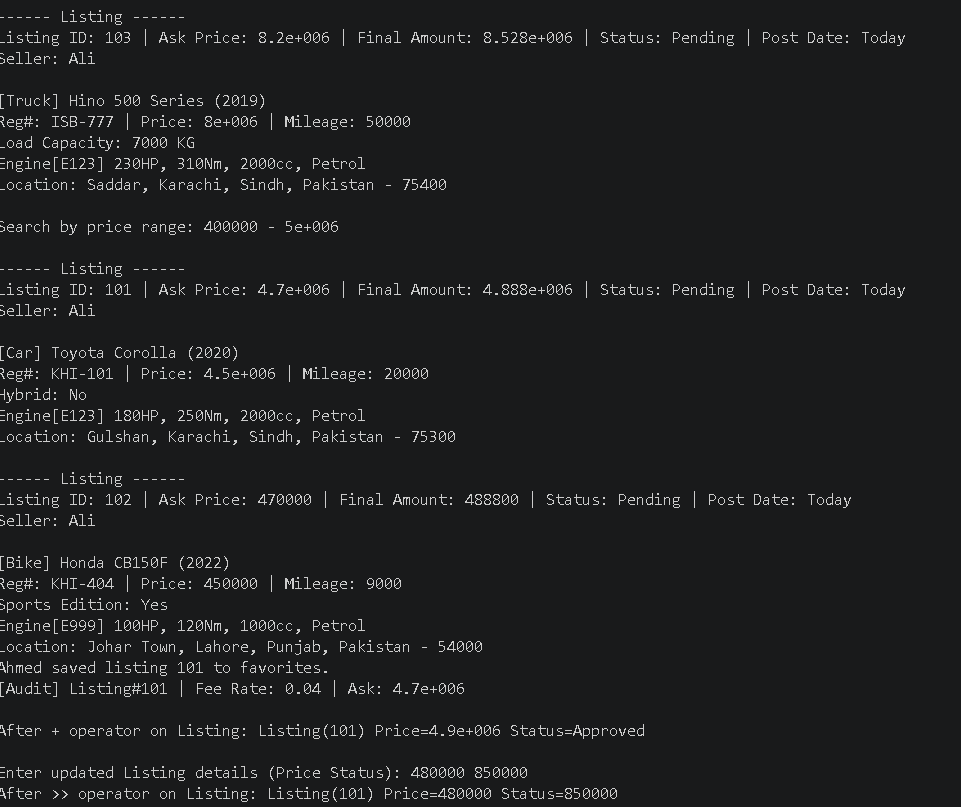 ------ Listing ------
Listing ID: 103 | Ask Price: 8.2e+006 | Final Amount: 8.528e+006 | Status: Pending | Post Date: Today
Seller: Ali
[Truck] Hino 500 Series (2019)
Reg#: ISB-777 | Price: 8e+006 | Mileage: 50000
Load Capacity: 7000 KG
Engine[E123] 230HP, 310Nm, 2000cc, Petrol
Location: Saddar, Karachi, Sindh, Pakistan - 75400
Search by price range: 400000 - 5e+006
------ Listing ------
Listing ID: 101 | Ask Price: 4.7e+006 | Final Amount: 4.888e+006 | Status: Pending | Post Date: Today
Seller: Ali
[Car] Toyota Corolla (2020)
Reg#: KHI-101 | Price: 4.5e+006 | Mileage: 20000
Hybrid: No
Engine[E123] 180HP, 250Nm, 2000cc, Petrol
Location: Gulshan, Karachi, Sindh, Pakistan - 75300
------ Listing ------
Listing ID: 102 | Ask Price: 470000 | Final Amount: 488800 | Status: Pending | Post Date: Today
Seller: Ali
[Bike] Honda CB150F (2022)
Reg#: KHI-404 | Price: 450000 | Mileage: 9000
Sports Edition: Yes
Engine[E999] 100HP, 120Nm, 1000cc, Petrol
Location: Johar Town, Lahore, Punjab, Pakistan - 54000
Ahmed saved listing 101 to favorites.
[Audit] Listing#101 | Fee Rate: 0.04 | Ask: 4.7e+006
After + operator on Listing: Listing(101) Price=4.9e+006 Status=Approved
Enter updated Listing details (Price Status): 480000 850000
After >> operator on Listing: Listing(101) Price=480000 Status=850000